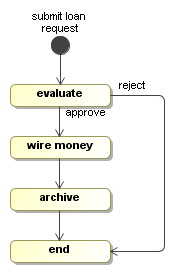 submit loan
request
evaluate
reject
approve
wire money
archive
end